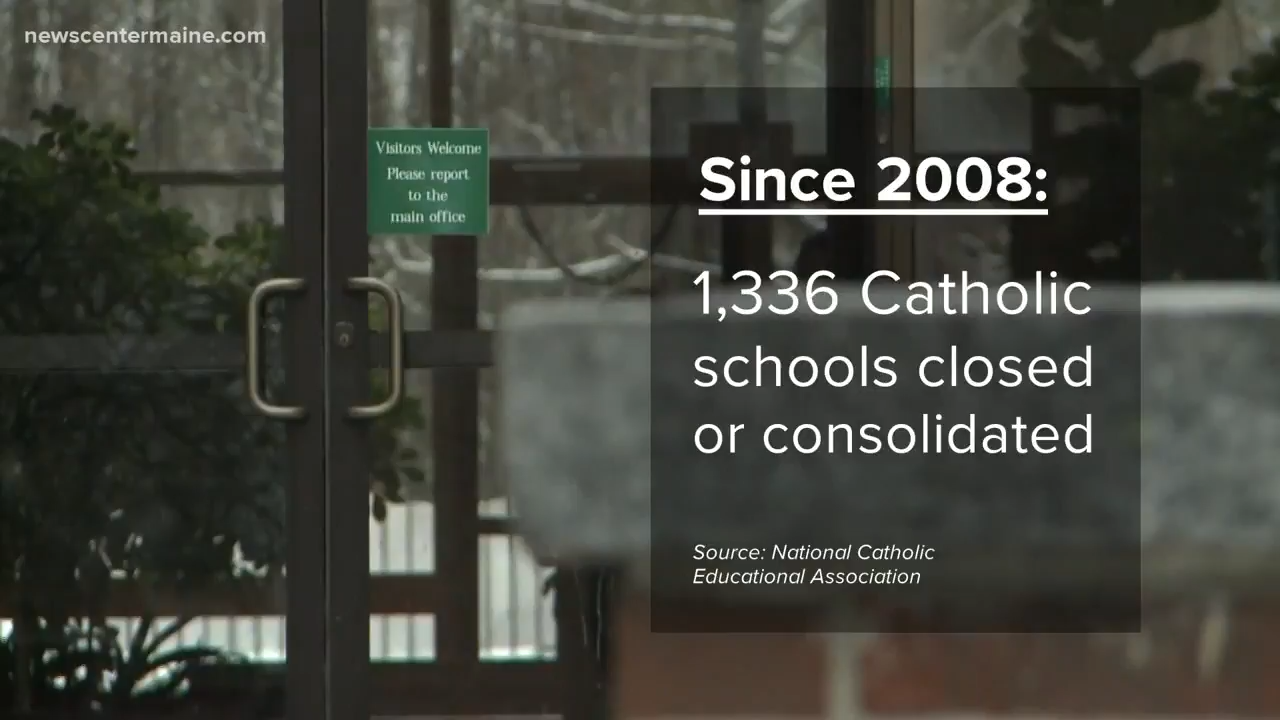 newscentermaine.com
Visitors Welcome
Please report
to the
main office
Since 2008:
1,336 Catholic
schools closed
or consolidated
Source: National Catholic
Educational Association